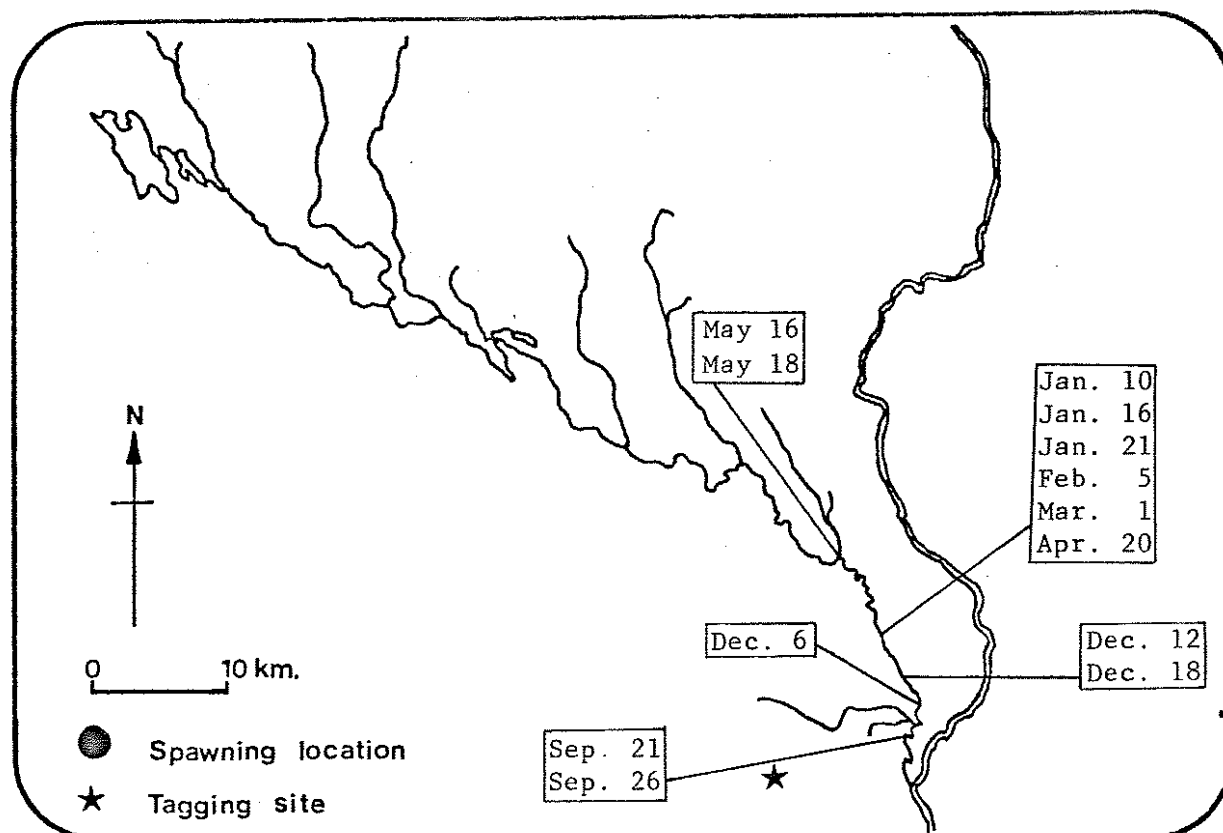 May 16
May 18
Jan. 10
Jan. 16
Jan. 21
Feb. 5
Mar. 1
Apr. 20
N
Dec. 6
Dec. 12
Dec. 18
0 10 km.
Sep. 21
Sep. 26
Spawning location
Tagging site